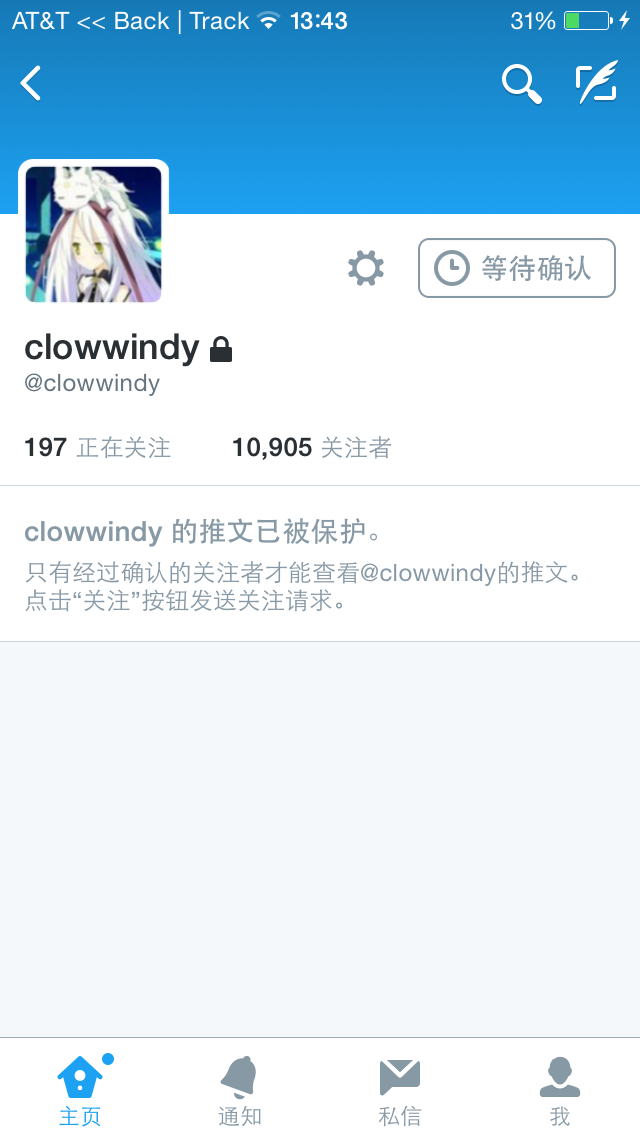 AT&T << Back | Track 13:43 31%
等待确认
clowwindy
@clowwindy
197 正在关注 10,905 关注者
clowwindy 的推文已被保护。
只有经过确认的关注者才能查看@clowwindy的推文。
点击“关注”按钮发送关注请求。
主页 通知 私信 我